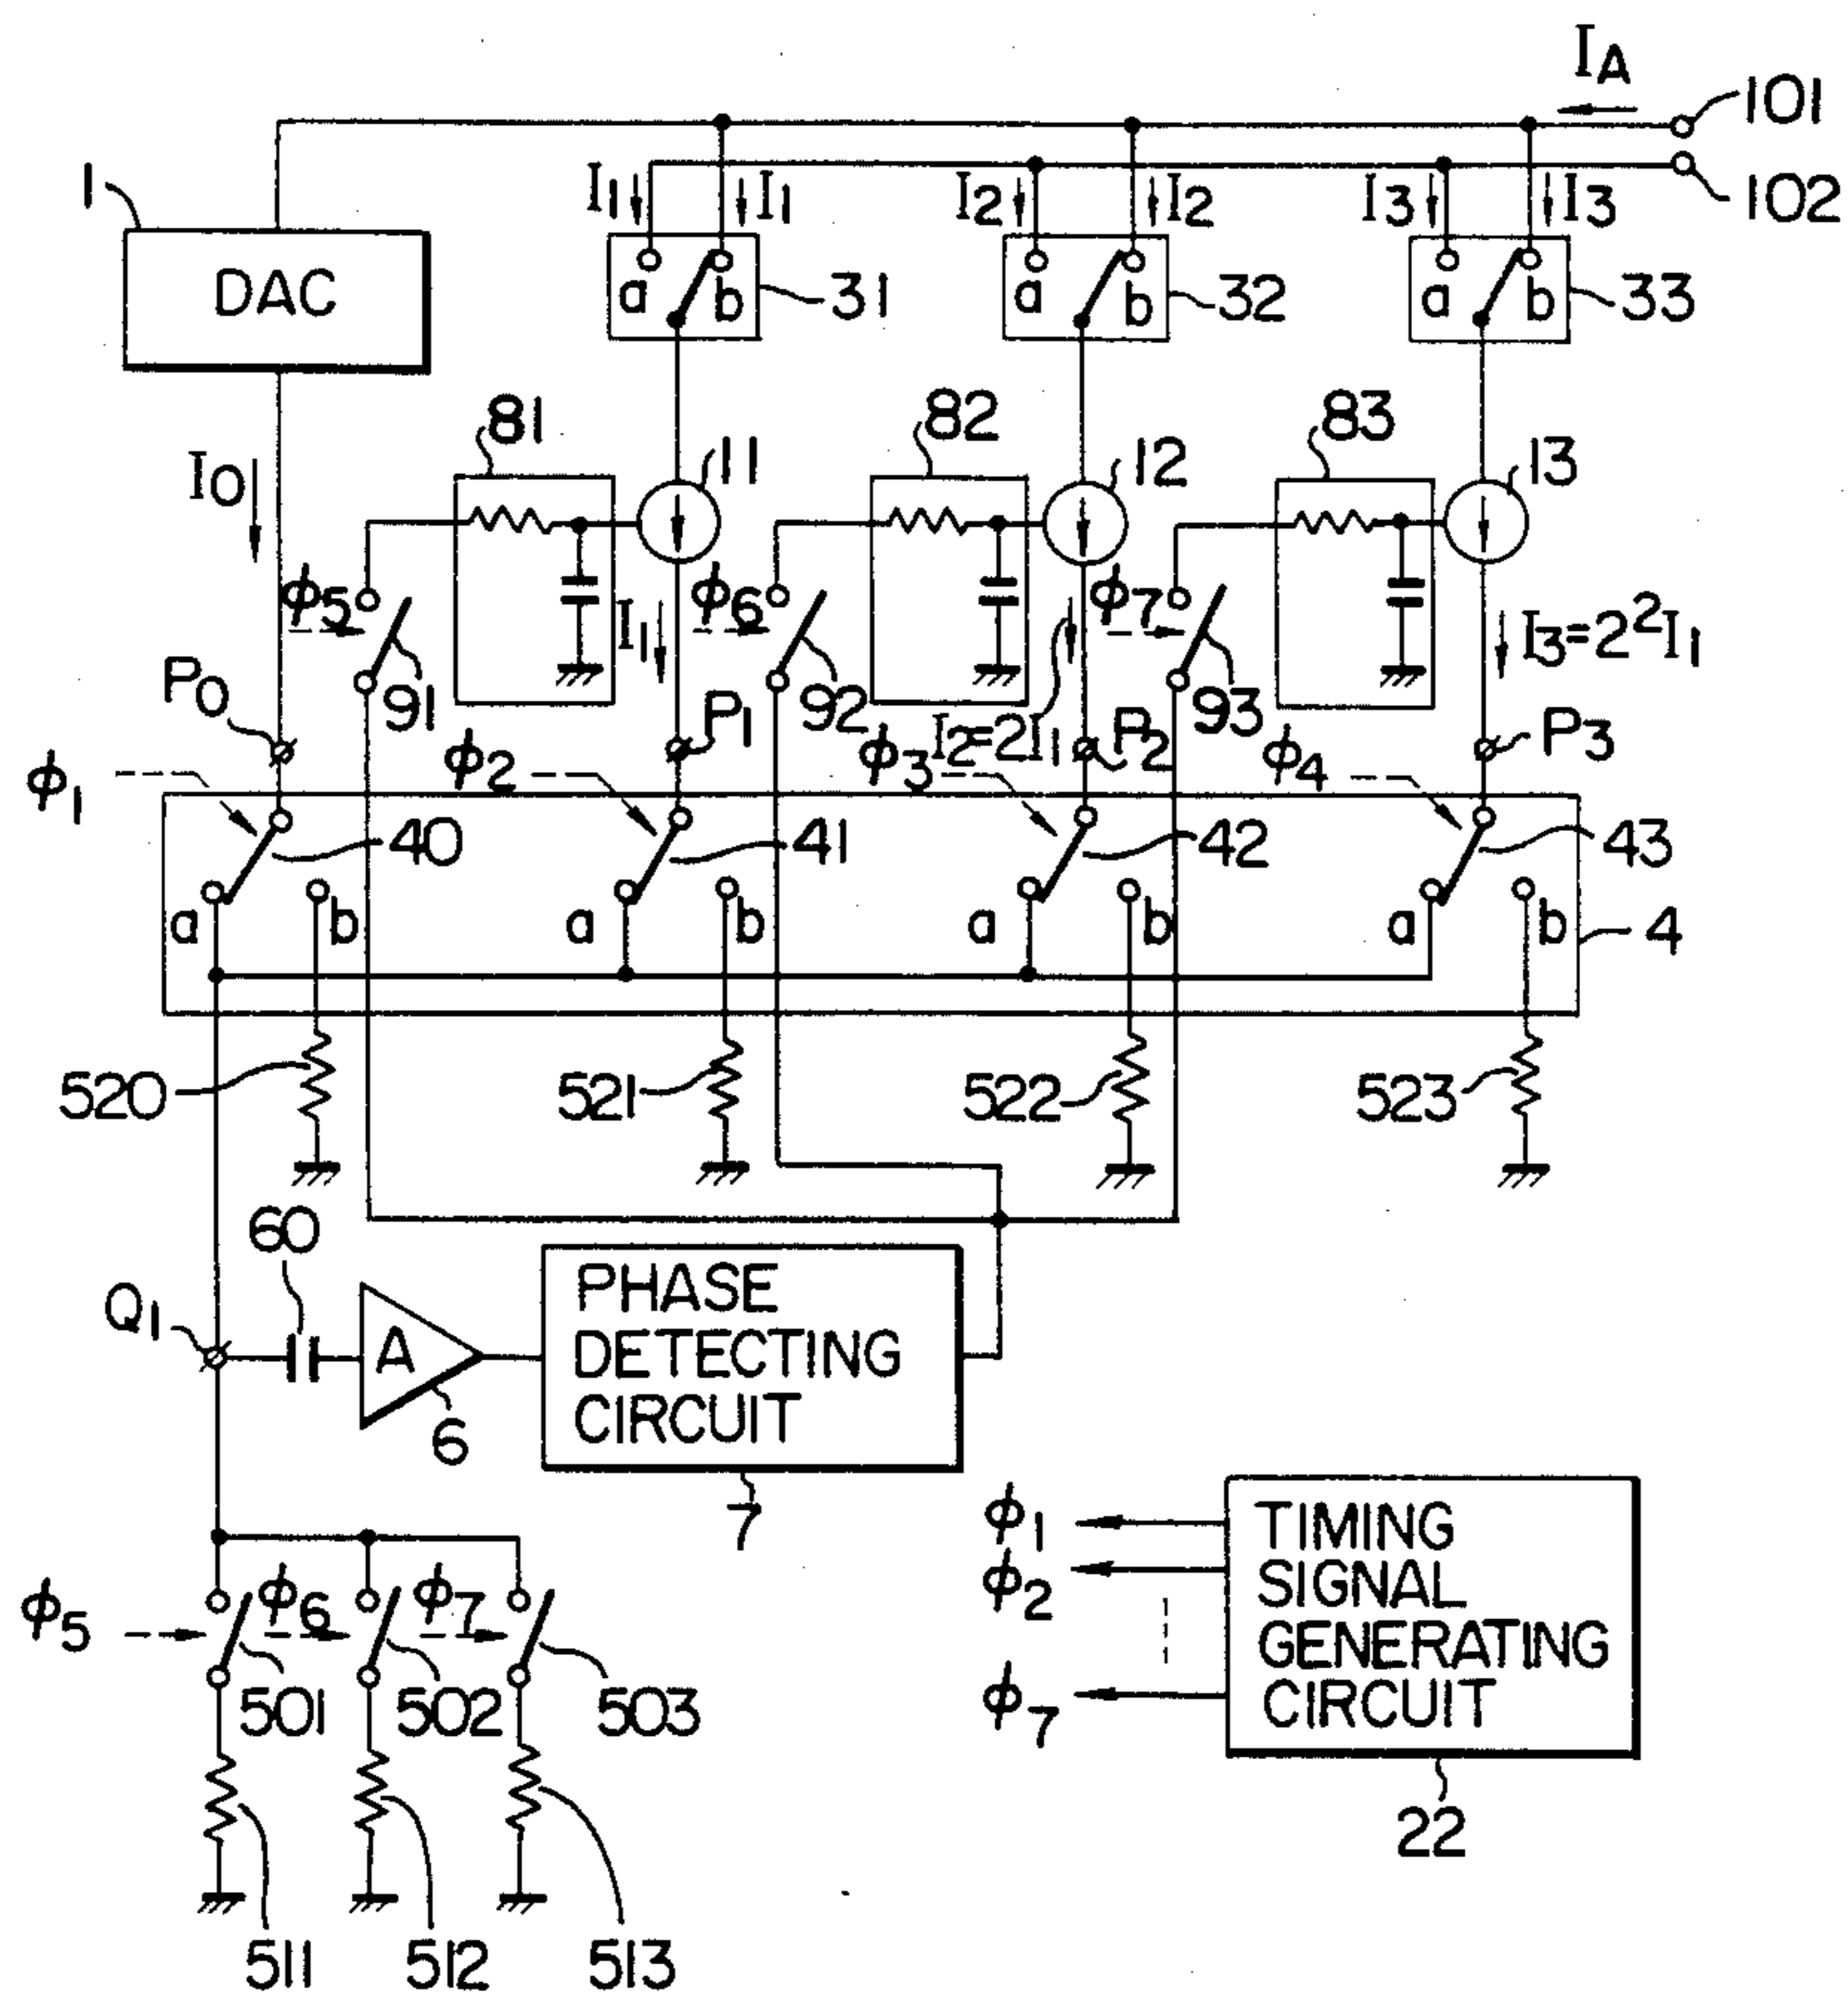 IA
101
102
1
I1
I1
I2
I2
I3
I3
DAC
a
b
31
a
b
32
a
b
33
81
82
83
11
12
13
I0
ϕ5
ϕ6
ϕ7
I1
I3=2²I1
91
92
93
P0
P1
I2=2I1
P2
P3
ϕ1
ϕ2
ϕ3
ϕ4
40
41
42
43
a
b
a
b
a
b
a
b
4
520
521
522
523
60
Q1
A
6
PHASE
DETECTING
CIRCUIT
7
ϕ1
ϕ2
ϕ7
TIMING
SIGNAL
GENERATING
CIRCUIT
22
ϕ5
ϕ6
ϕ7
501
502
503
511
512
513